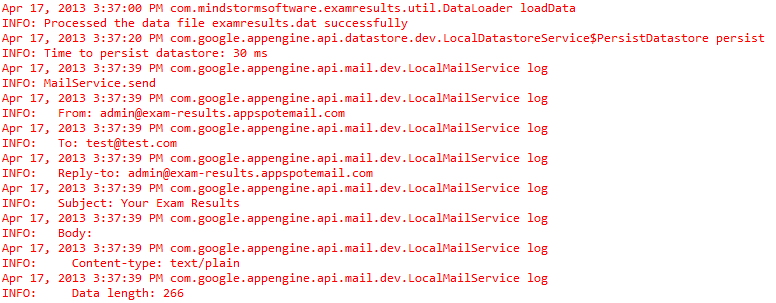 Apr 17, 2013 3:37:00 PM com.mindstormsoftware.examresults.util.DataLoader loadData
INFO: Processed the data file examresults.dat successfully
Apr 17, 2013 3:37:20 PM com.google.appengine.api.datastore.dev.LocalDatastoreService$PersistDatastore persist
INFO: Time to persist datastore: 30 ms
Apr 17, 2013 3:37:39 PM com.google.appengine.api.mail.dev.LocalMailService log
INFO: MailService.send
Apr 17, 2013 3:37:39 PM com.google.appengine.api.mail.dev.LocalMailService log
INFO:   From: admin@exam-results.appspotemail.com
Apr 17, 2013 3:37:39 PM com.google.appengine.api.mail.dev.LocalMailService log
INFO:   To: test@test.com
Apr 17, 2013 3:37:39 PM com.google.appengine.api.mail.dev.LocalMailService log
INFO:   Reply-to: admin@exam-results.appspotemail.com
Apr 17, 2013 3:37:39 PM com.google.appengine.api.mail.dev.LocalMailService log
INFO:   Subject: Your Exam Results
Apr 17, 2013 3:37:39 PM com.google.appengine.api.mail.dev.LocalMailService log
INFO:   Body:
Apr 17, 2013 3:37:39 PM com.google.appengine.api.mail.dev.LocalMailService log
INFO:     Content-type: text/plain
Apr 17, 2013 3:37:39 PM com.google.appengine.api.mail.dev.LocalMailService log
INFO:     Data length: 266